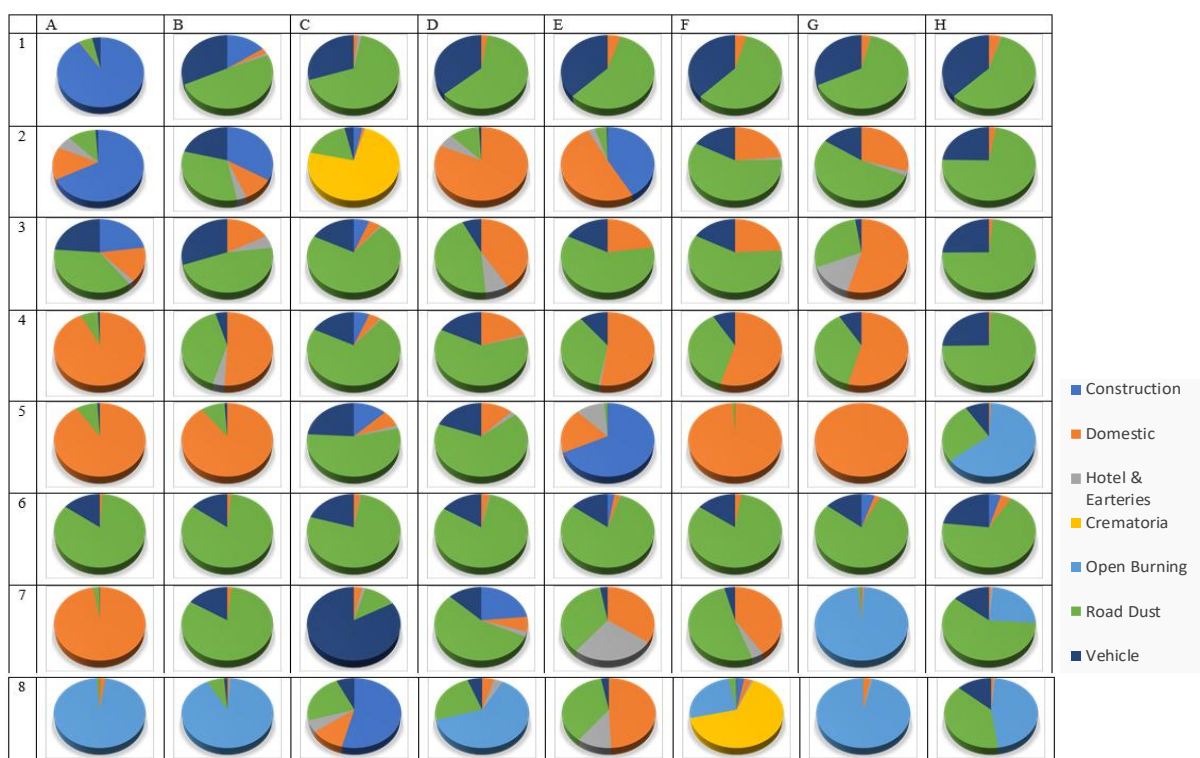 A B C D E F G H
1
2
3
4
5
6
7
8
Construction
Domestic
Hotel &
Earteries
Crematoria
Open Burning
Road Dust
Vehicle